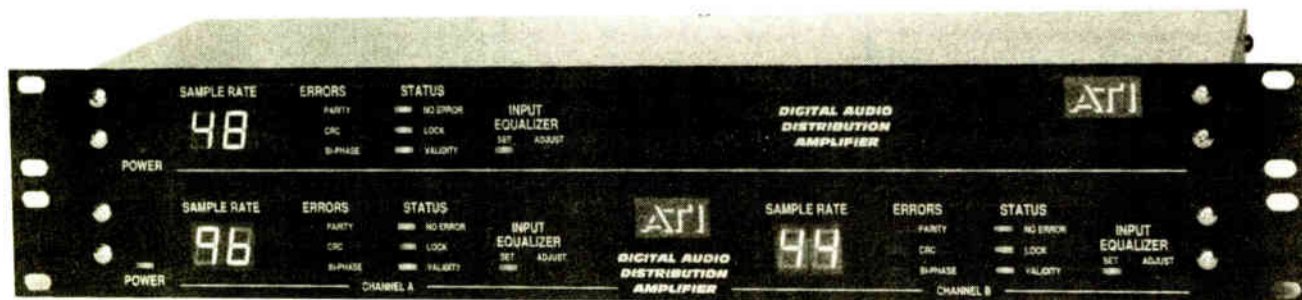 SAMPLE RATE ERRORS STATUS
48
PARITY NO ERROR
CRC LOCK
BI-PHASE VALIDITY
INPUT
EQUALIZER
SET ADJUST
DIGITAL AUDIO
DISTRIBUTION
AMPLIFIER
ATI
POWER
SAMPLE RATE ERRORS STATUS
96
PARITY NO ERROR
CRC LOCK
BI-PHASE VALIDITY
INPUT
EQUALIZER
SET ADJUST
POWER
CHANNEL A
ATI
DIGITAL AUDIO
DISTRIBUTION
AMPLIFIER
SAMPLE RATE ERRORS STATUS
44
PARITY NO ERROR
CRC LOCK
BI-PHASE VALIDITY
INPUT
EQUALIZER
SET ADJUST
CHANNEL B